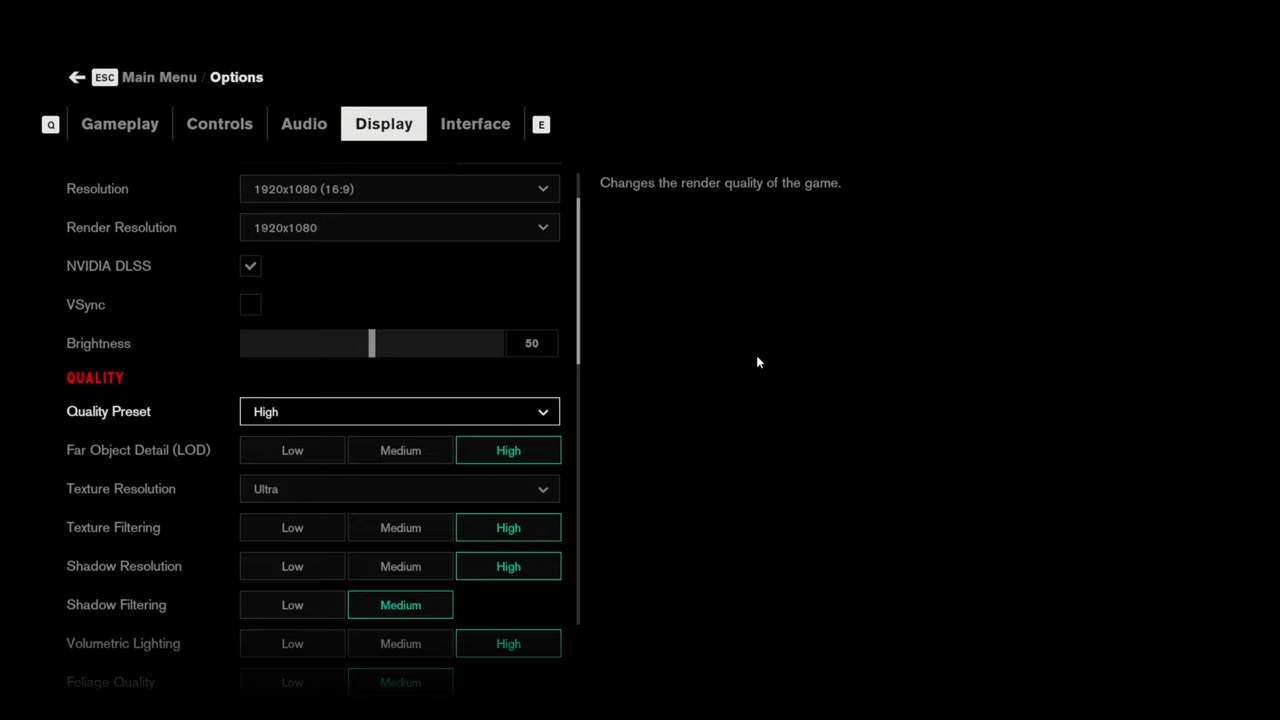 ESC Main Menu / Options
Q Gameplay Controls Audio Display Interface E
Resolution 1920x1080 (16:9)
Changes the render quality of the game.
Render Resolution 1920x1080
NVIDIA DLSS
VSync
Brightness 50
QUALITY
Quality Preset High
Far Object Detail (LOD) Low Medium High
Texture Resolution Ultra
Texture Filtering Low Medium High
Shadow Resolution Low Medium High
Shadow Filtering Low Medium
Volumetric Lighting Low Medium High
Foliage Quality Low Medium